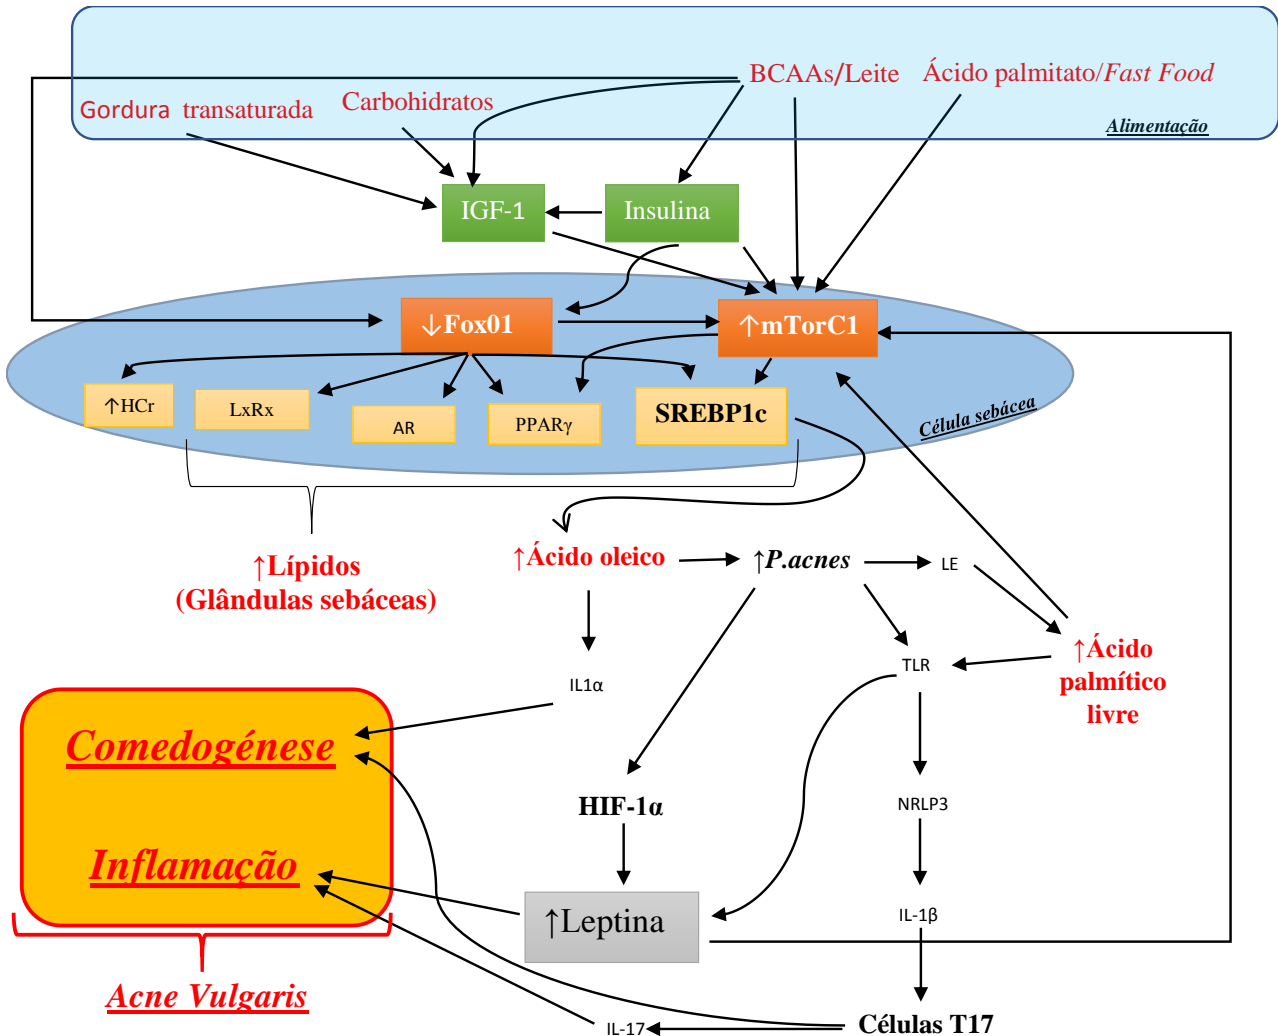 BCAAs/Leite
Ácido palmitato/Fast Food
Gordura transaturada
Carbohidratos
Alimentação
IGF-1
Insulina
↓Fox01
↑mTorC1
↑HCr
LxRx
AR
PPARγ
SREBP1c
Célula sebácea
↑Lípidos
(Glândulas sebáceas)
↑Ácido oleico
↑P.acnes
LE
TLR
↑Ácido
palmítico
livre
IL1α
Comedogénese
HIF-1α
NRLP3
Inflamação
↑Leptina
IL-1β
Acne Vulgaris
IL-17
Células T17